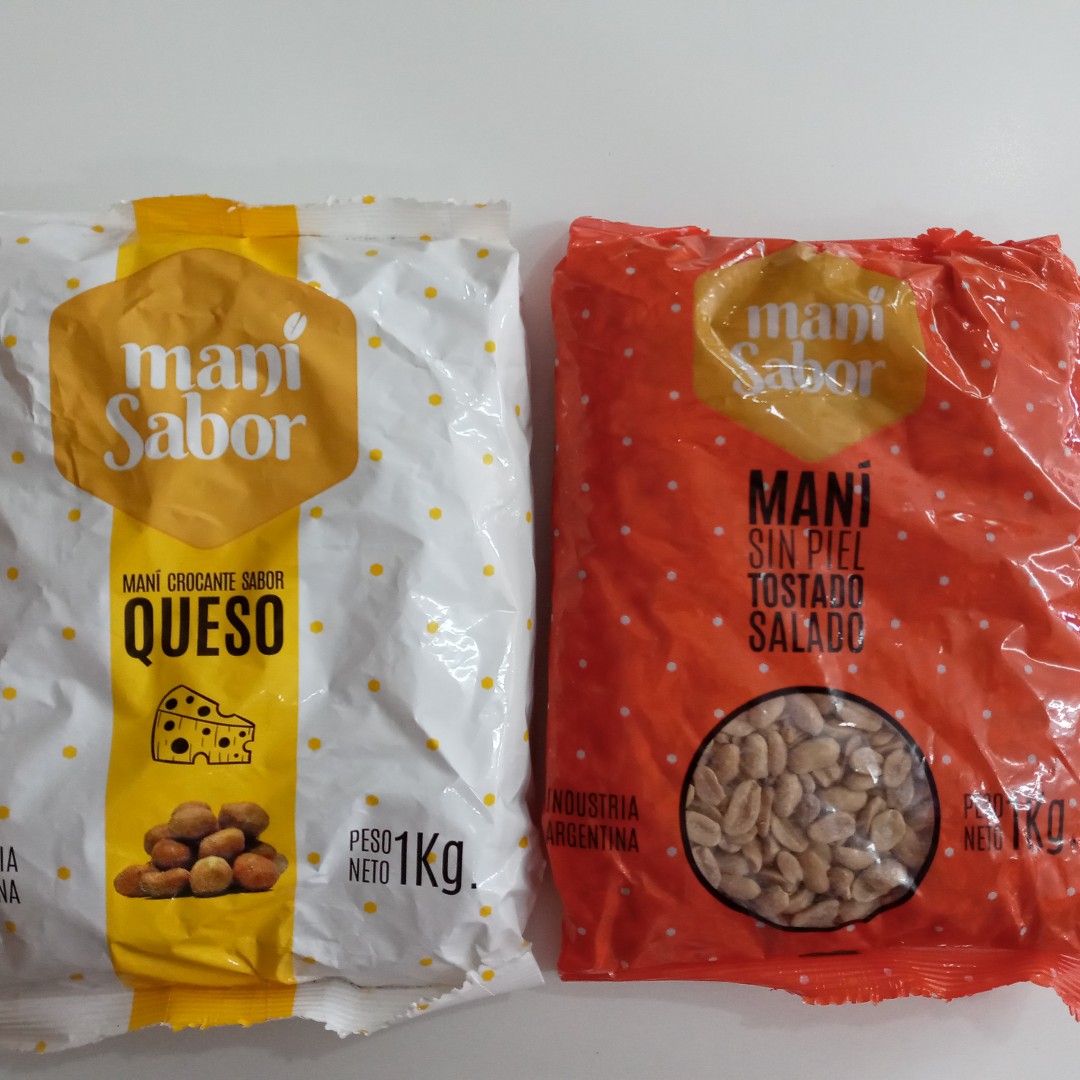 maní
Sabor
MANÍ CROCANTE SABOR
QUESO
PESO
NETO
1Kg.
maní
Sabor
MANÍ
SIN PIEL
TOSTADO
SALADO
INDUSTRIA
ARGENTINA
PESO
NETO
1Kg.